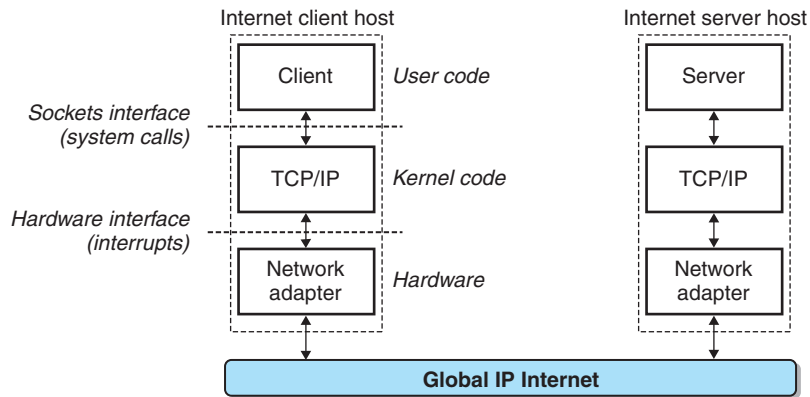 Internet client host
Internet server host
Client
User code
Server
Sockets interface
(system calls)
TCP/IP
Kernel code
TCP/IP
Hardware interface
(interrupts)
Network
adapter
Hardware
Network
adapter
Global IP Internet